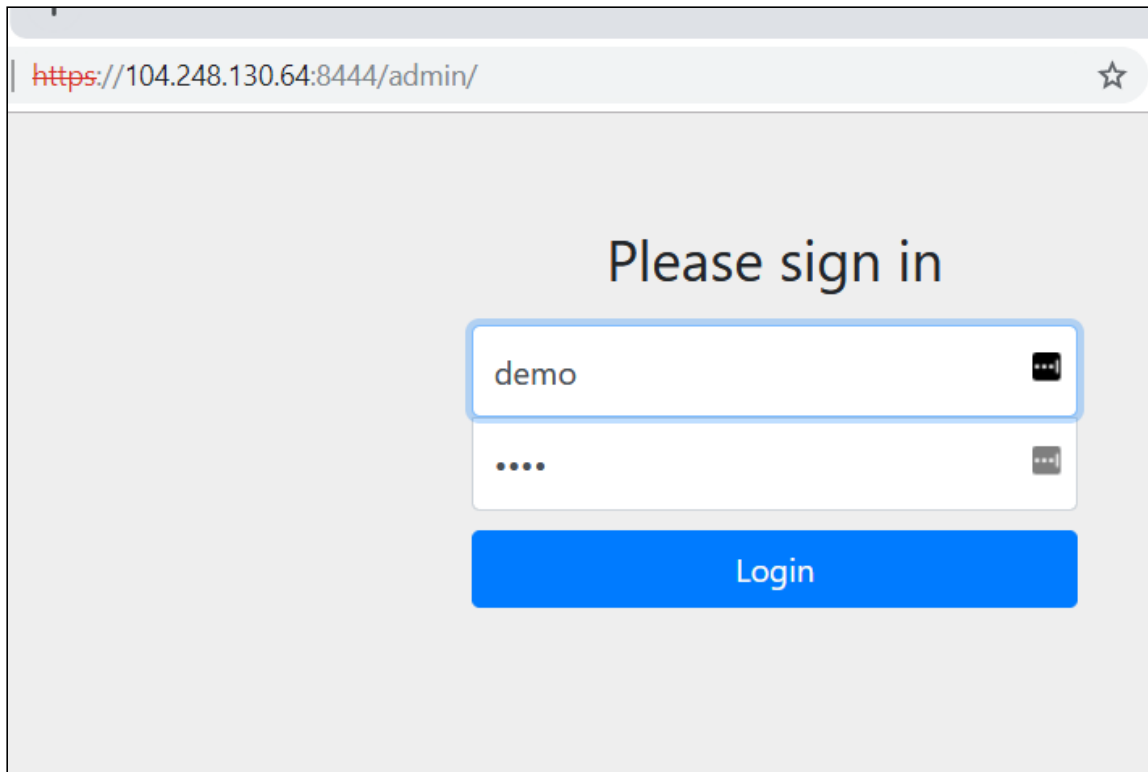 https://104.248.130.64:8444/admin/
Please sign in
demo
••••
Login